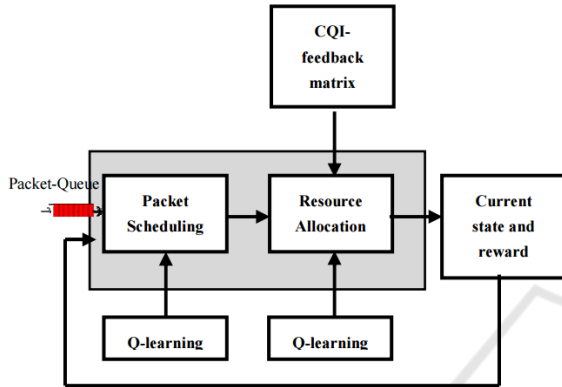 CQI-
feedback
matrix
Packet-Queue
Packet
Scheduling
Resource
Allocation
Current
state and
reward
Q-learning
Q-learning